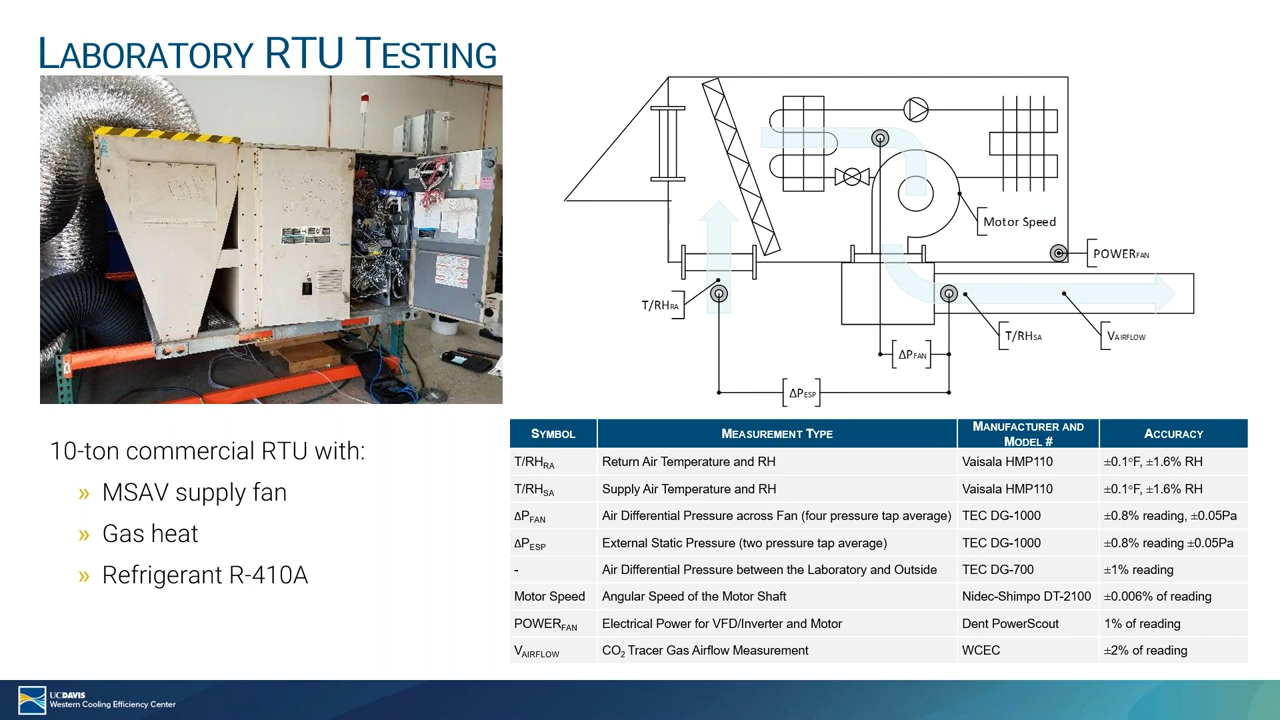 LABORATORY RTU TESTING
Motor Speed
POWERFAN
T/RHRA
T/RHSA
VAIRFLOW
ΔPFAN
ΔPESP
10-ton commercial RTU with:
» MSAV supply fan
» Gas heat
» Refrigerant R-410A
SYMBOL MEASUREMENT TYPE MANUFACTURER AND MODEL # ACCURACY
T/RHRA Return Air Temperature and RH Vaisala HMP110 ±0.1°F, ±1.6% RH
T/RHSA Supply Air Temperature and RH Vaisala HMP110 ±0.1°F, ±1.6% RH
ΔPFAN Air Differential Pressure across Fan (four pressure tap average) TEC DG-1000 ±0.8% reading, ±0.05Pa
ΔPESP External Static Pressure (two pressure tap average) TEC DG-1000 ±0.8% reading ±0.05Pa
- Air Differential Pressure between the Laboratory and Outside TEC DG-700 ±1% reading
Motor Speed Angular Speed of the Motor Shaft Nidec-Shimpo DT-2100 ±0.006% of reading
POWERFAN Electrical Power for VFD/Inverter and Motor Dent PowerScout 1% of reading
VAIRFLOW CO2 Tracer Gas Airflow Measurement WCEC ±2% of reading
UCDAVIS
Western Cooling Efficiency Center